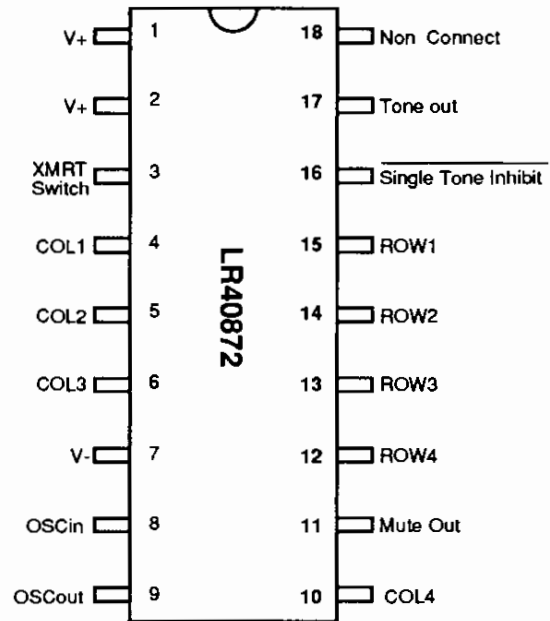 V+ 1 18 Non Connect
V+ 2 17 Tone out
XMRT
Switch 3 16 Single Tone Inhibit
COL1 4 15 ROW1
COL2 5 14 ROW2
COL3 6 13 ROW3
V- 7 12 ROW4
OSCin 8 11 Mute Out
OSCout 9 10 COL4
LR40872